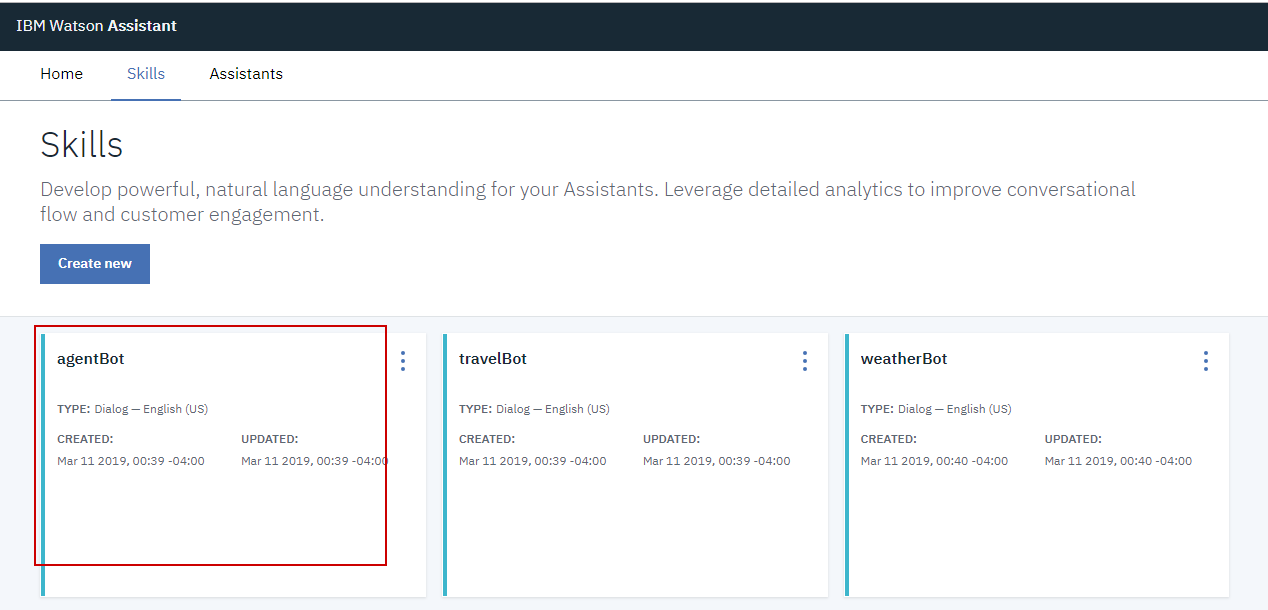 IBM Watson Assistant
Home Skills Assistants
Skills
Develop powerful, natural language understanding for your Assistants. Leverage detailed analytics to improve conversational
flow and customer engagement.
Create new
agentBot
TYPE: Dialog — English (US)
CREATED: UPDATED:
Mar 11 2019, 00:39 -04:00 Mar 11 2019, 00:39 -04:00
travelBot
TYPE: Dialog — English (US)
CREATED: UPDATED:
Mar 11 2019, 00:39 -04:00 Mar 11 2019, 00:39 -04:00
weatherBot
TYPE: Dialog — English (US)
CREATED: UPDATED:
Mar 11 2019, 00:40 -04:00 Mar 11 2019, 00:40 -04:00